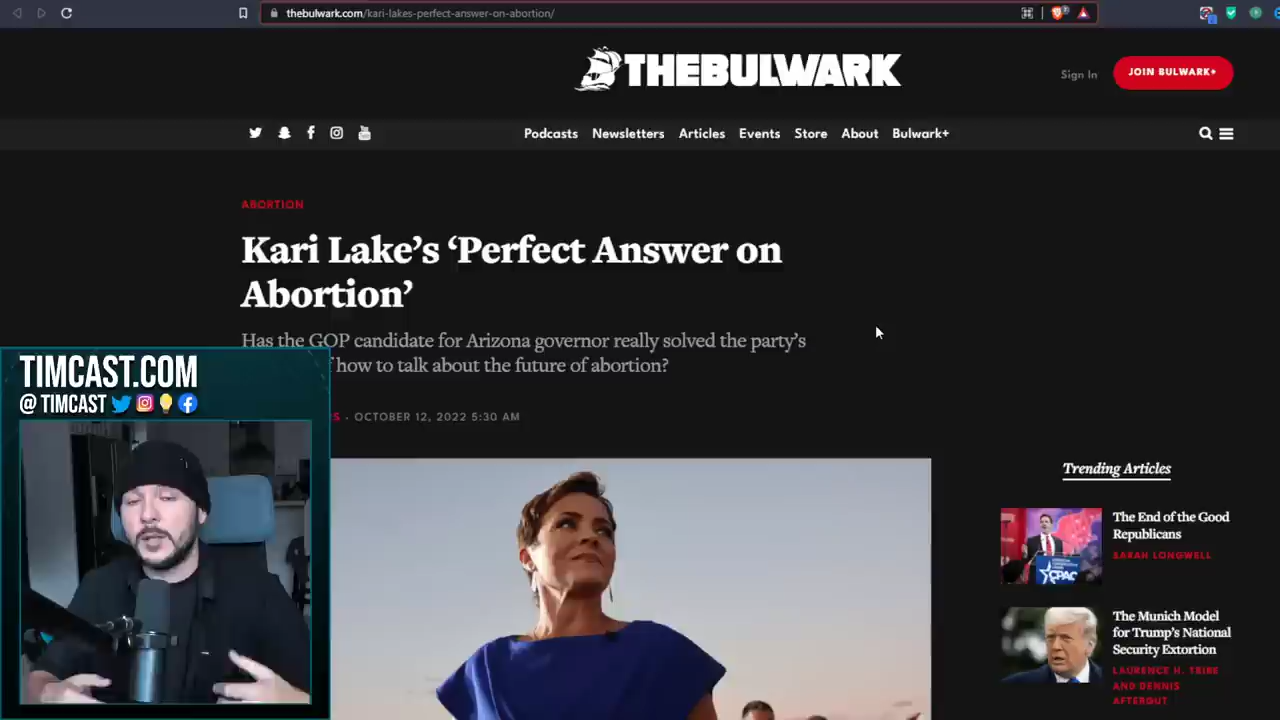 thebulwark.com/kari-lakes-perfect-answer-on-abortion/
THEBULWARK
Sign In
JOIN BULWARK+
Podcasts Newsletters Articles Events Store About Bulwark+
ABORTION
Kari Lake's ‘Perfect Answer on
Abortion’
Has the GOP candidate for Arizona governor really solved the party's
how to talk about the future of abortion?
· OCTOBER 12, 2022 5:30 AM
TIMCAST.COM
@ TIMCAST
Trending Articles
The End of the Good
Republicans
SARAH LONGWELL
CPAC
The Munich Model
for Trump's National
Security Extortion
LAURENCE H. TRIBE
AND DENNIS
AFTERGUT